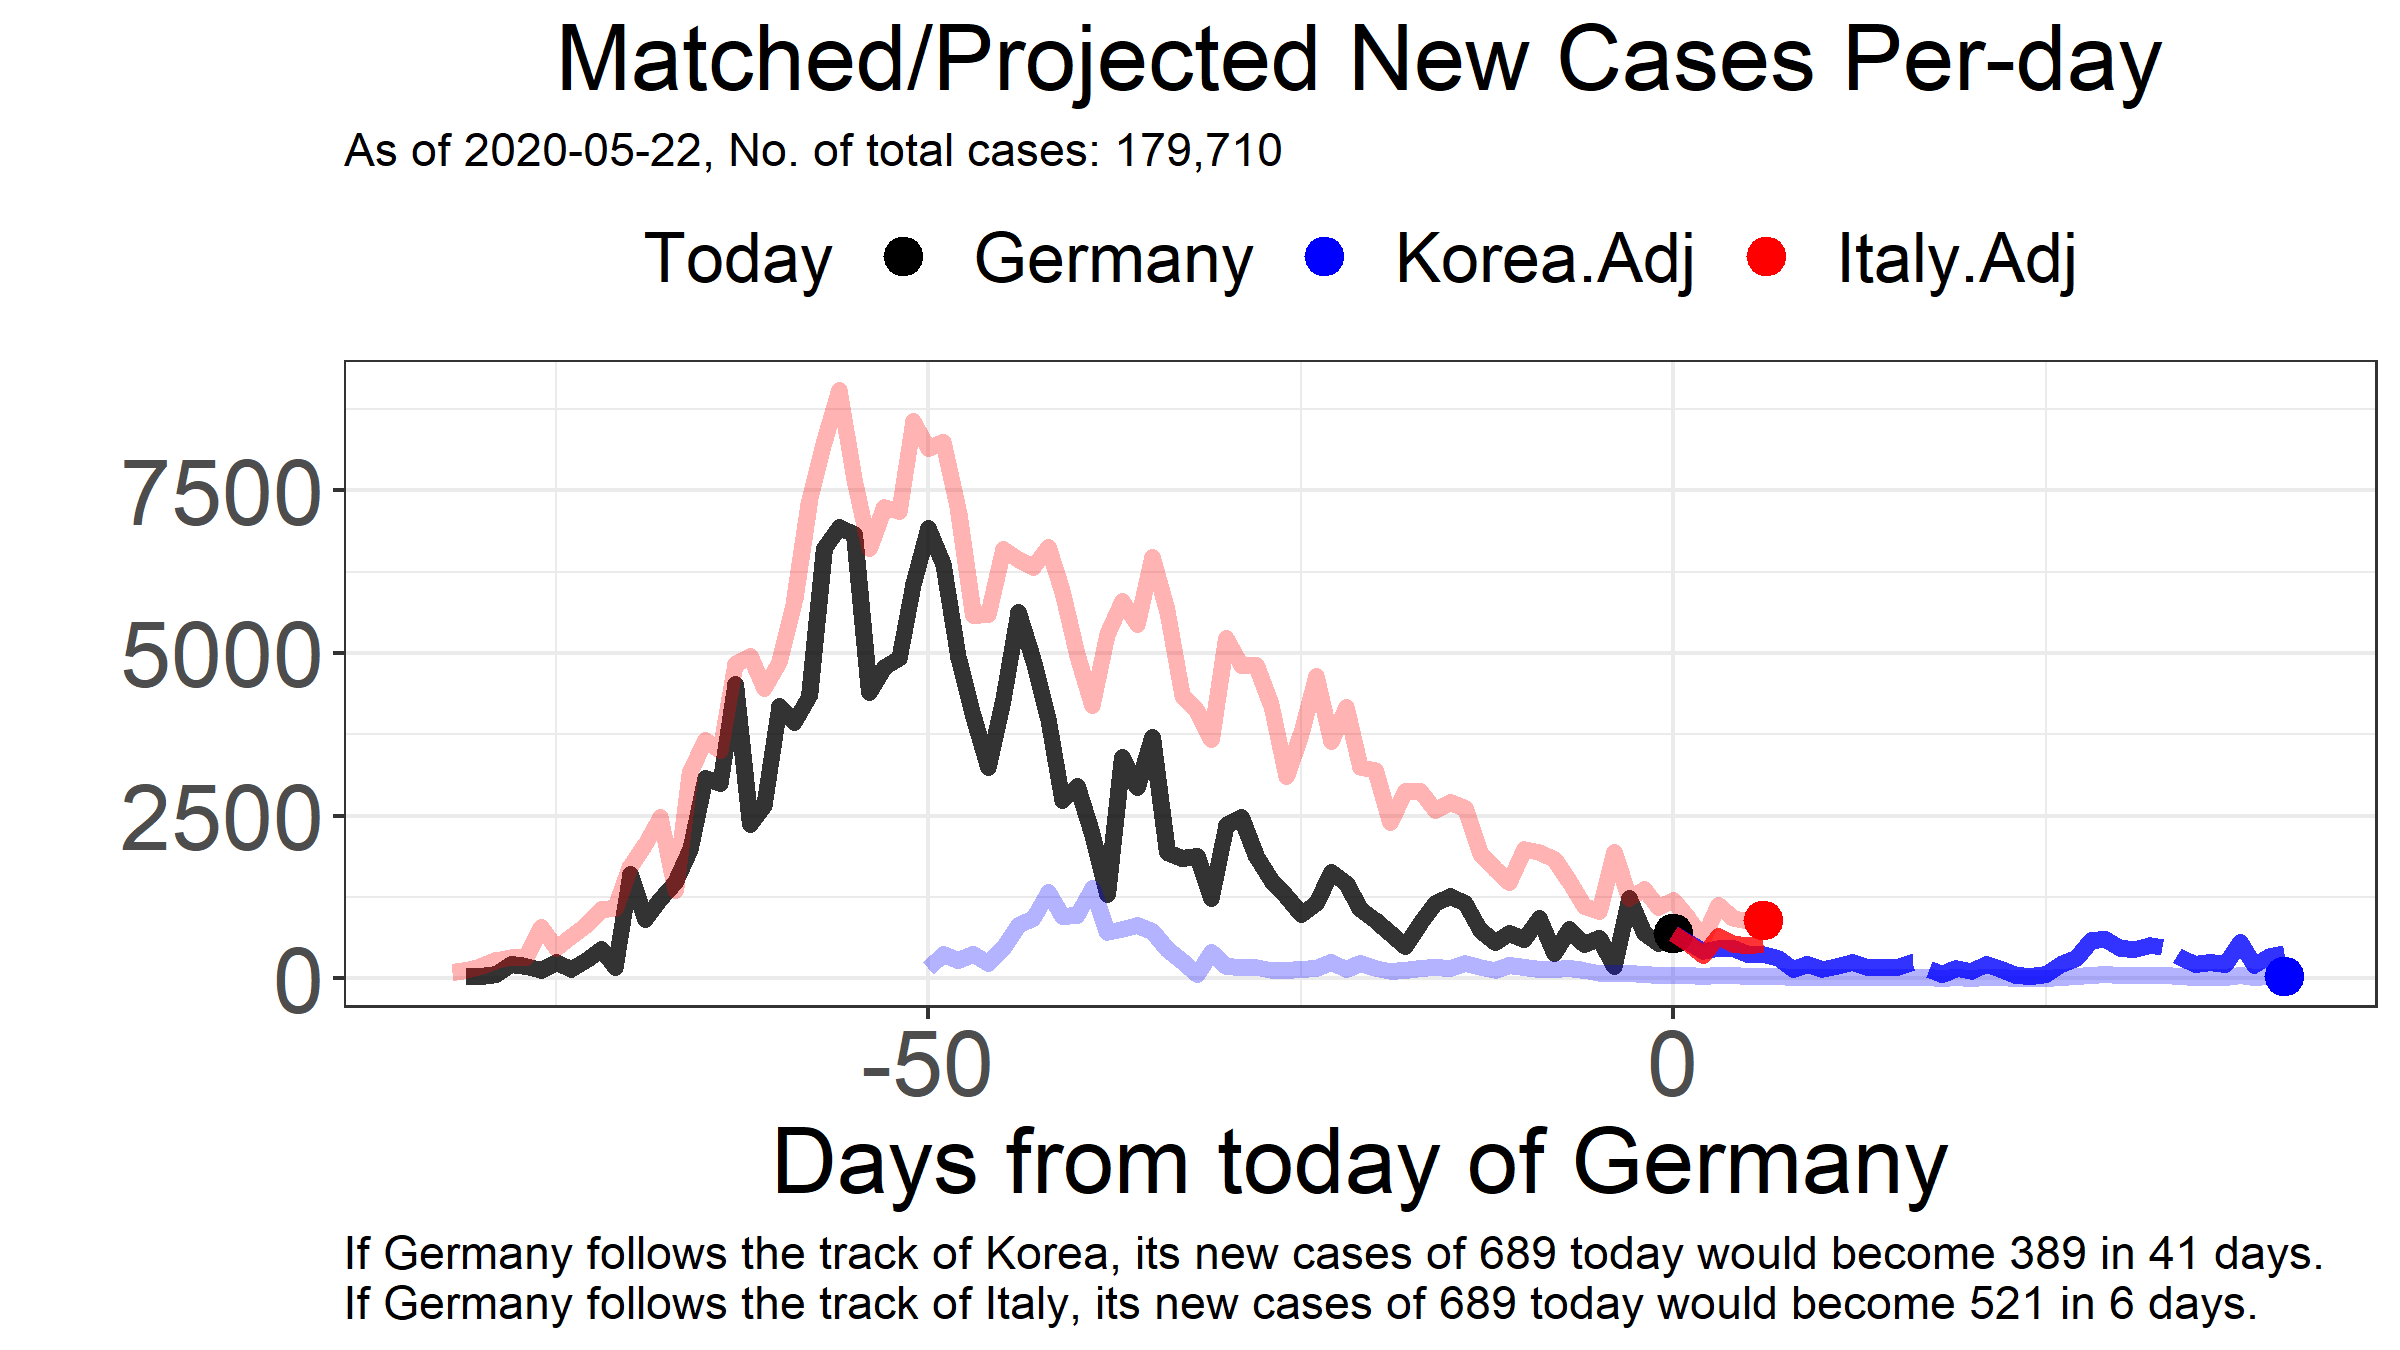 Matched/Projected New Cases Per-day
As of 2020-05-22, No. of total cases: 179,710
Today Germany Korea.Adj Italy.Adj
7500
5000
2500
0
-50 0
Days from today of Germany
If Germany follows the track of Korea, its new cases of 689 today would become 389 in 41 days.
If Germany follows the track of Italy, its new cases of 689 today would become 521 in 6 days.